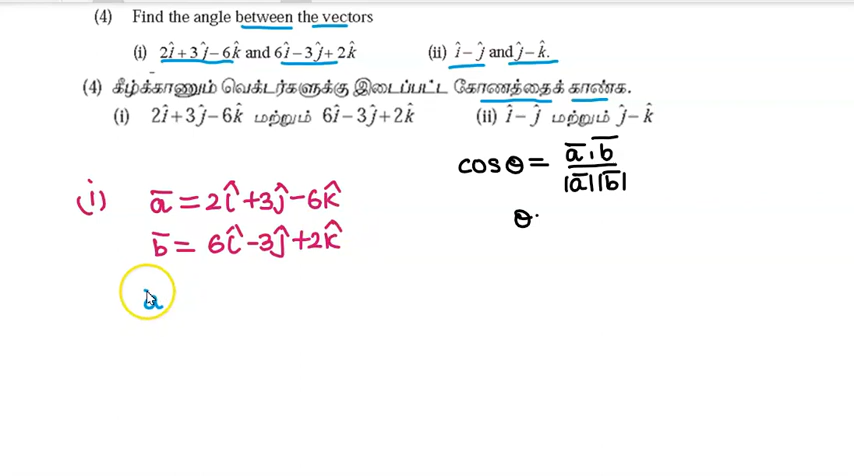 (4) Find the angle between the vectors
(i) 2î + 3ĵ − 6k̂ and 6î − 3ĵ + 2k̂ (ii) î − ĵ and ĵ − k̂.
(4) கீழ்க்காணும் வெக்டர்களுக்கு இடைப்பட்ட கோணத்தைக் காண்க.
(i) 2î + 3ĵ − 6k̂ மற்றும் 6î − 3ĵ + 2k̂ (ii) î − ĵ மற்றும் ĵ − k̂
cos θ = a̅ . b̅ / |a̅| |b̅|
θ
(i) a̅ = 2î + 3ĵ − 6k̂
b̅ = 6î − 3ĵ + 2k̂
a